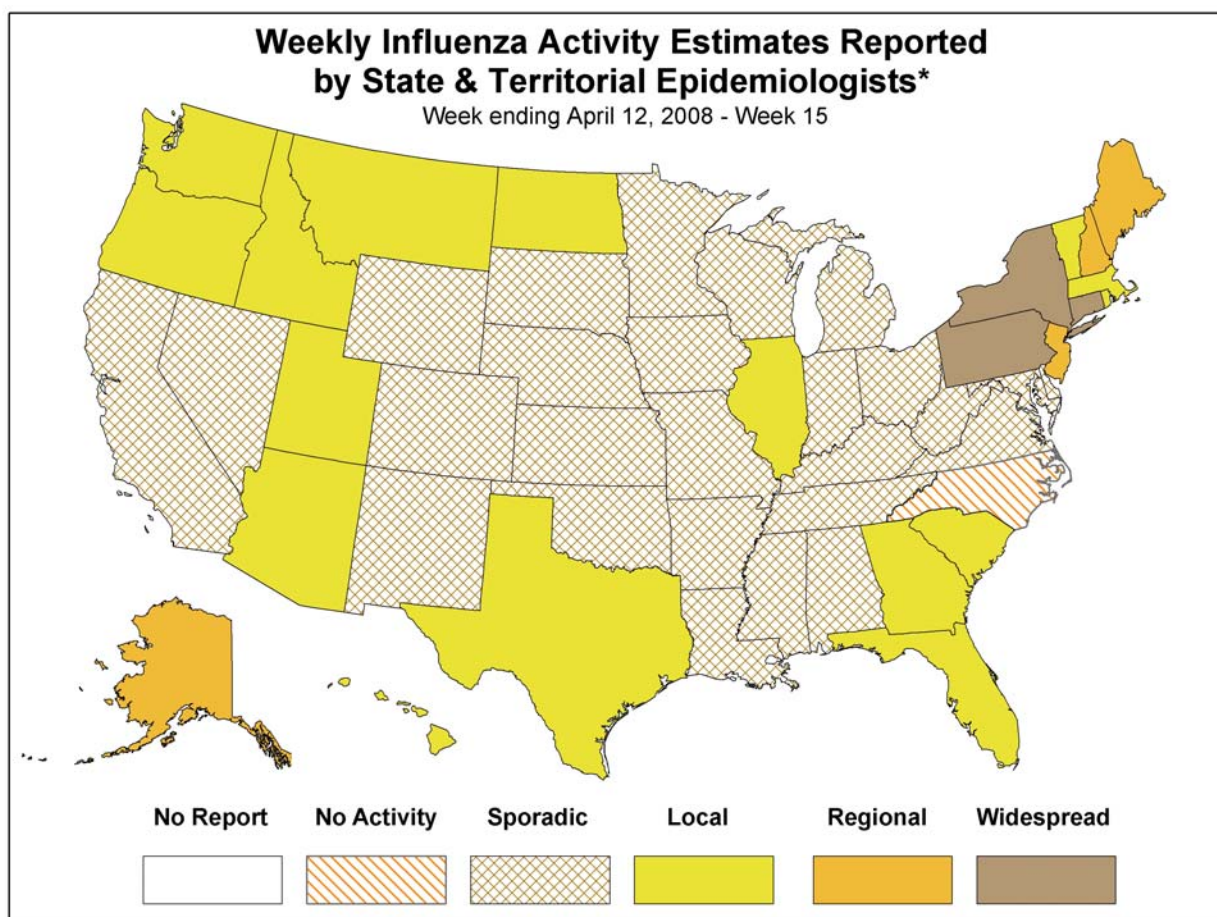 Weekly Influenza Activity Estimates Reported
by State & Territorial Epidemiologists*
Week ending April 12, 2008 - Week 15
No Report No Activity Sporadic Local Regional Widespread